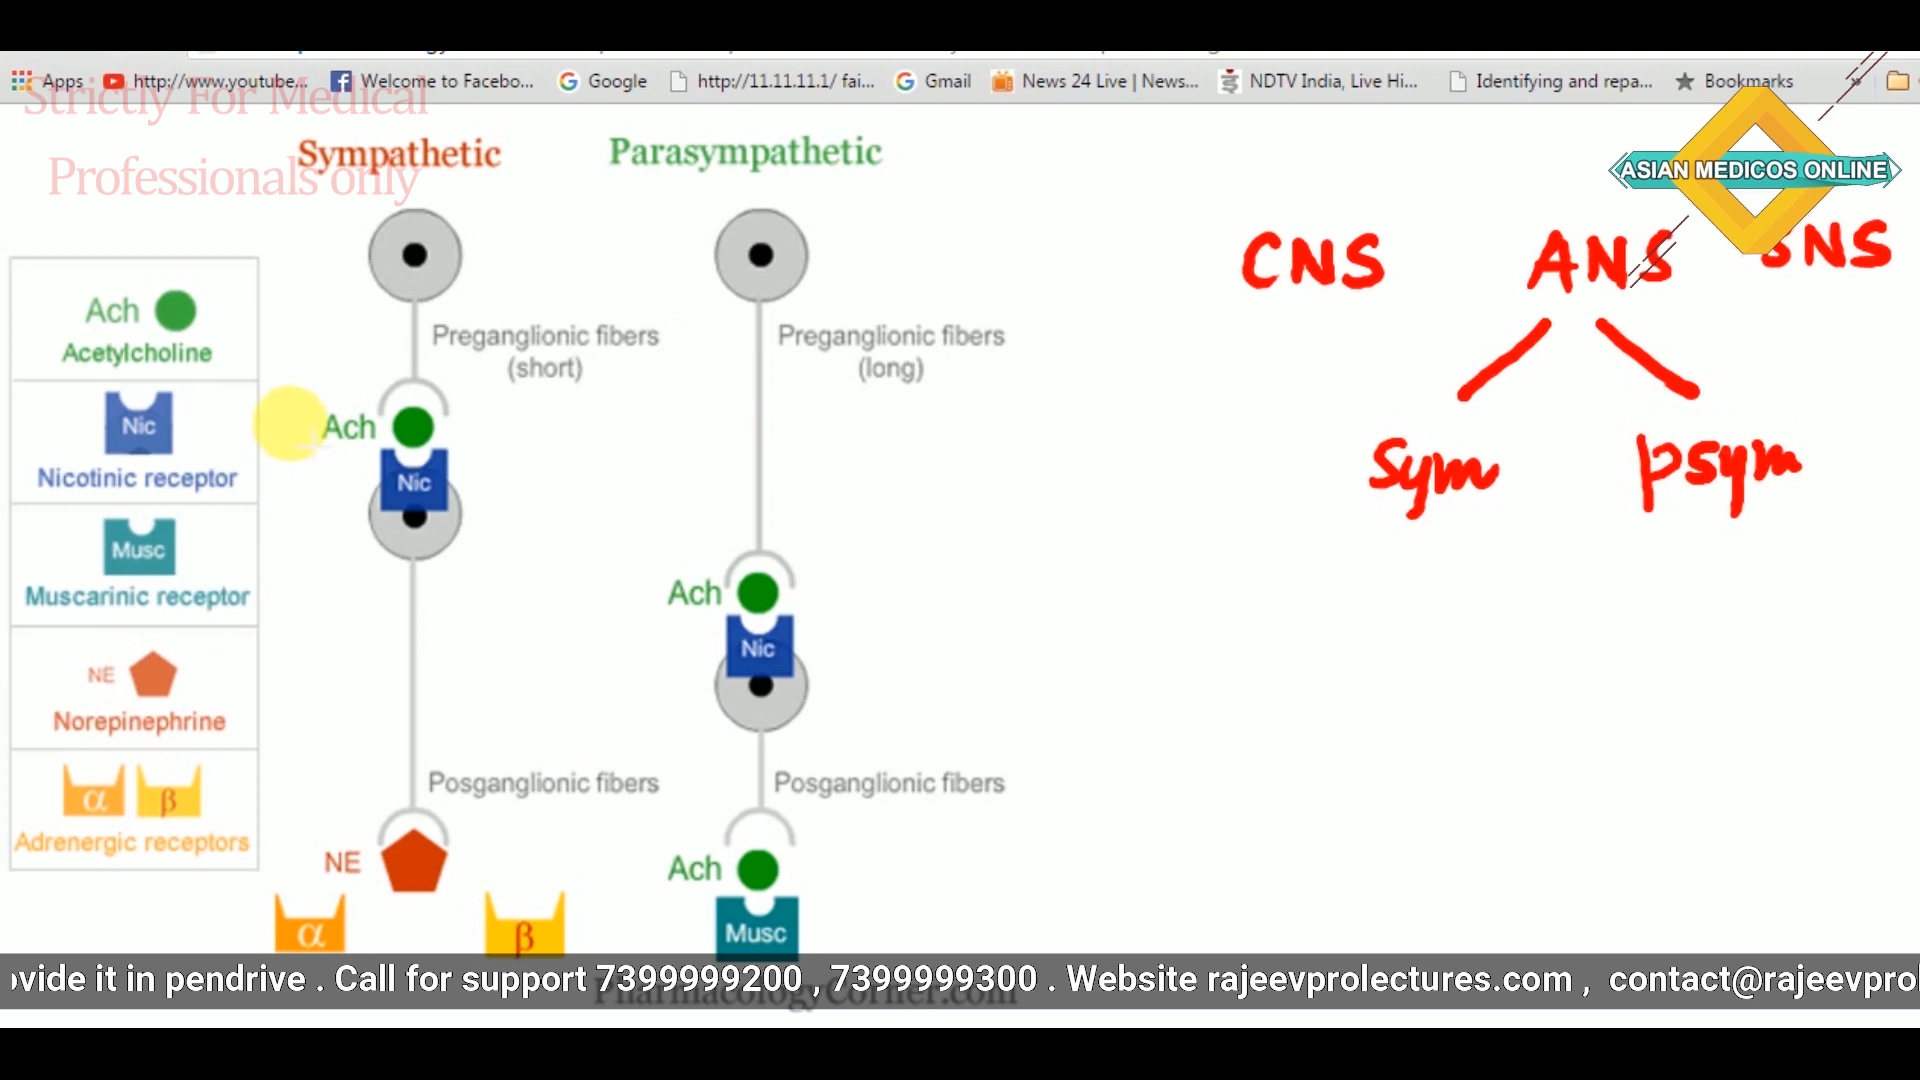 Apps http://www.youtube... Welcome to Facebo... Google http://11.11.11.1/ fai... Gmail News 24 Live | News... NDTV India, Live Hi... Identifying and repa... Bookmarks »
Strictly For Medical
Professionals only
Sympathetic Parasympathetic
ASIAN MEDICOS ONLINE
CNS ANS SNS
Sym psym
Ach
Acetylcholine
Nic
Nicotinic receptor
Musc
Muscarinic receptor
NE
Norepinephrine
α β
Adrenergic receptors
Preganglionic fibers
(short)
Ach
Nic
Posganglionic fibers
NE
α β
Preganglionic fibers
(long)
Ach
Nic
Posganglionic fibers
Ach
Musc
ovide it in pendrive . Call for support 7399999200 , 7399999300 . Website rajeevprolectures.com , contact@rajeevpro
PharmacologyCorner.com